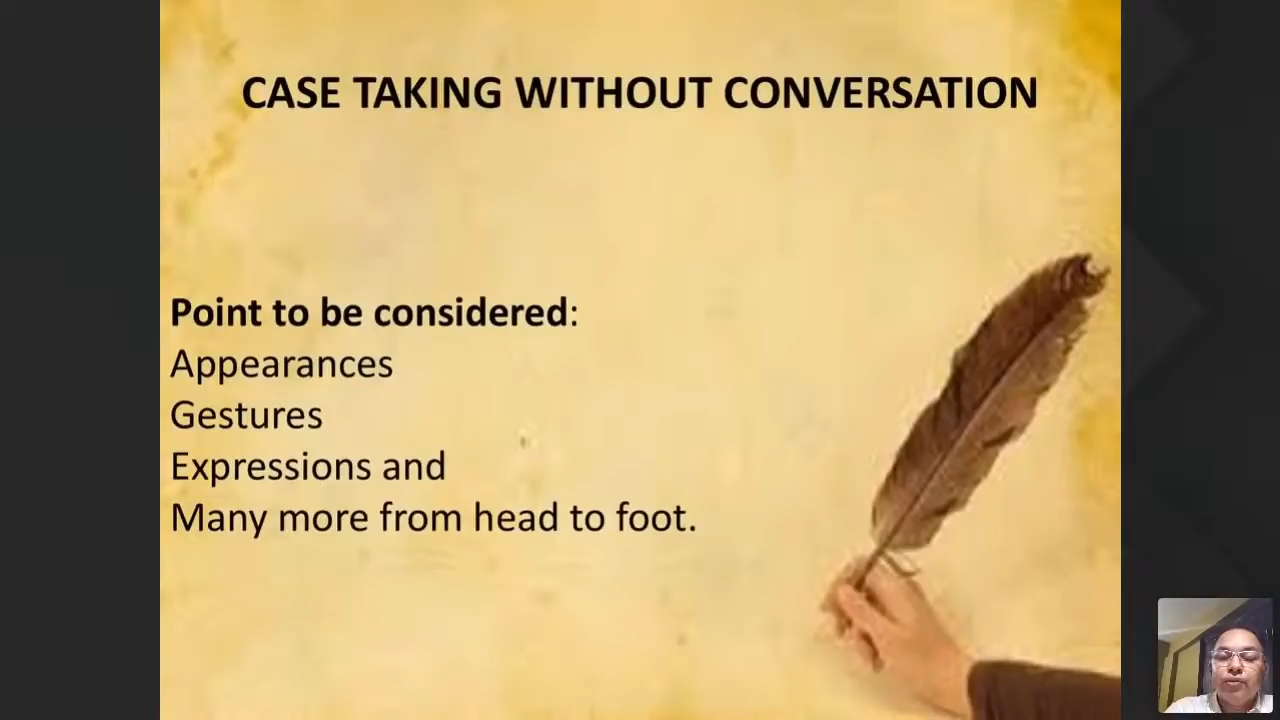 CASE TAKING WITHOUT CONVERSATION
Point to be considered:
Appearances
Gestures
Expressions and
Many more from head to foot.